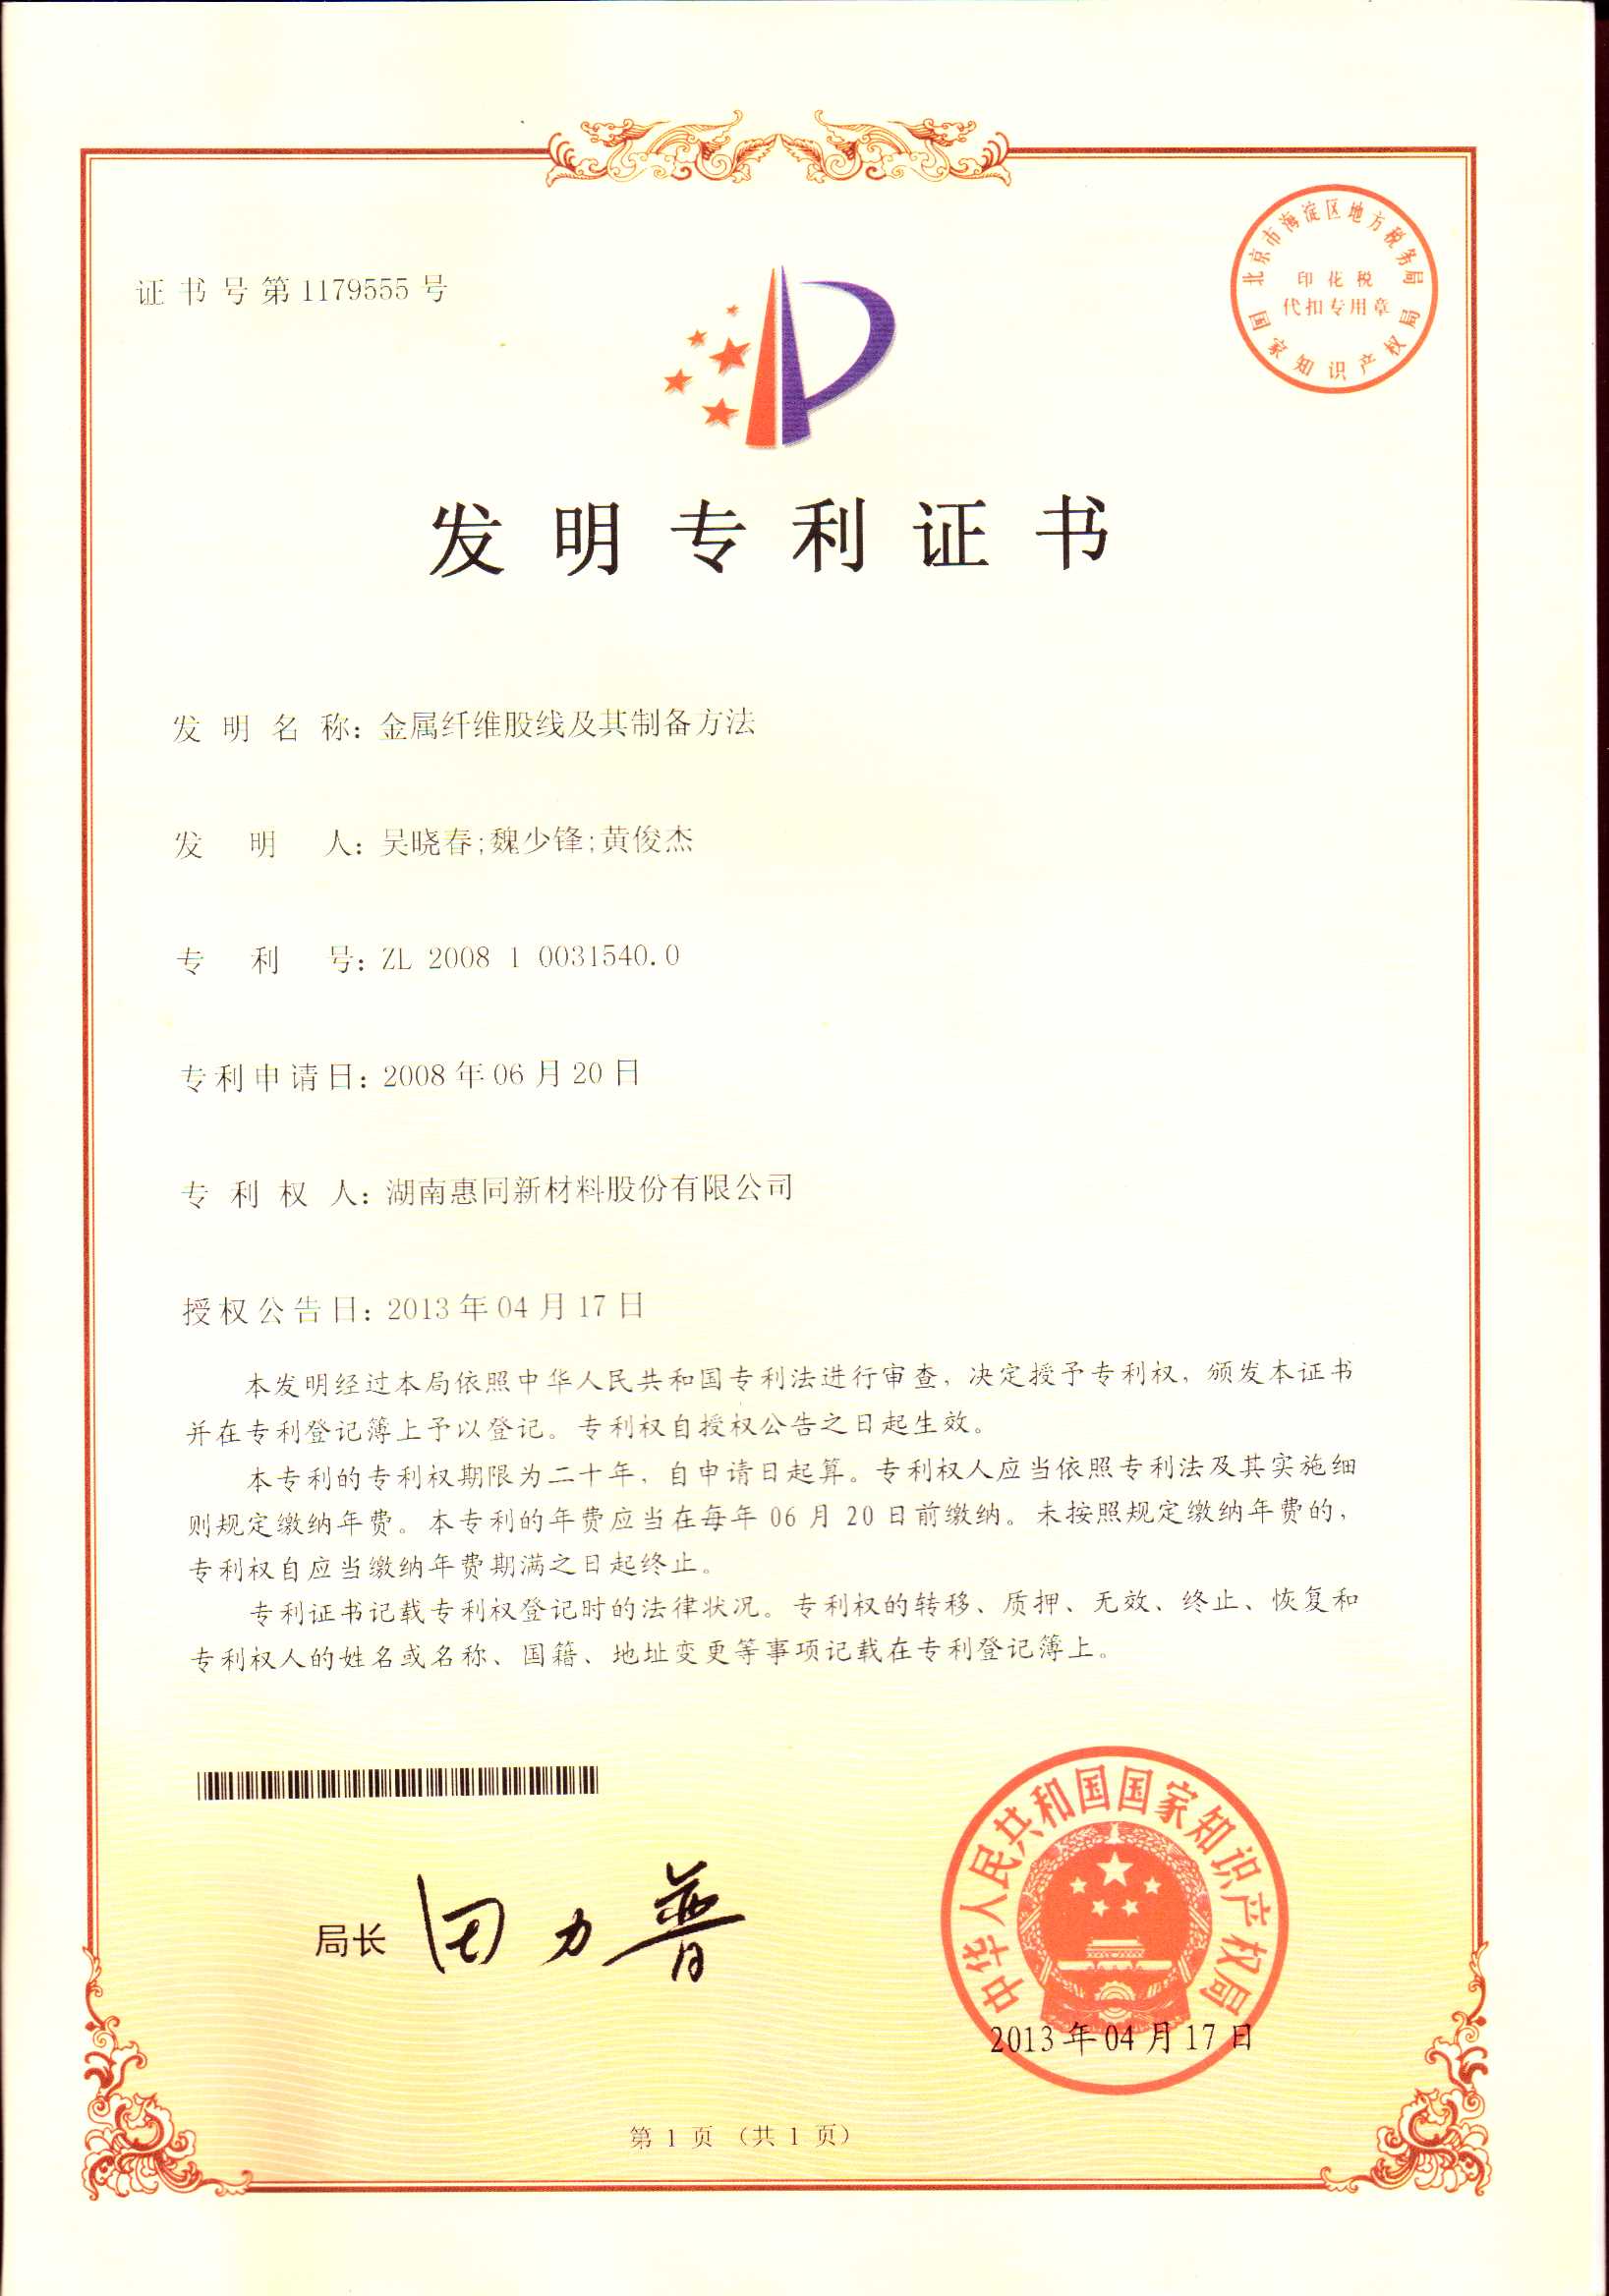 证书号第1179555号
北京市海淀区地方税务局
印花税
代扣专用章
国家知识产权局
发明专利证书
发明名称：金属纤维股线及其制备方法
发明人：吴晓春;魏少锋;黄俊杰
专利号：ZL 2008 1 0031540.0
专利申请日：2008年06月20日
专利权人：湖南惠同新材料股份有限公司
授权公告日：2013年04月17日
本发明经过本局依照中华人民共和国专利法进行审查，决定授予专利权，颁发本证书
并在专利登记簿上予以登记。专利权自授权公告之日起生效。
本专利的专利权期限为二十年，自申请日起算。专利权人应当依照专利法及其实施细
则规定缴纳年费。本专利的年费应当在每年06月20日前缴纳。未按照规定缴纳年费的，
专利权自应当缴纳年费期满之日起终止。
专利证书记载专利权登记时的法律状况。专利权的转移、质押、无效、终止、恢复和
专利权人的姓名或名称、国籍、地址变更等事项记载在专利登记簿上。
局长 田力普
中华人民共和国国家知识产权局
2013年04月17日
第1页（共1页）